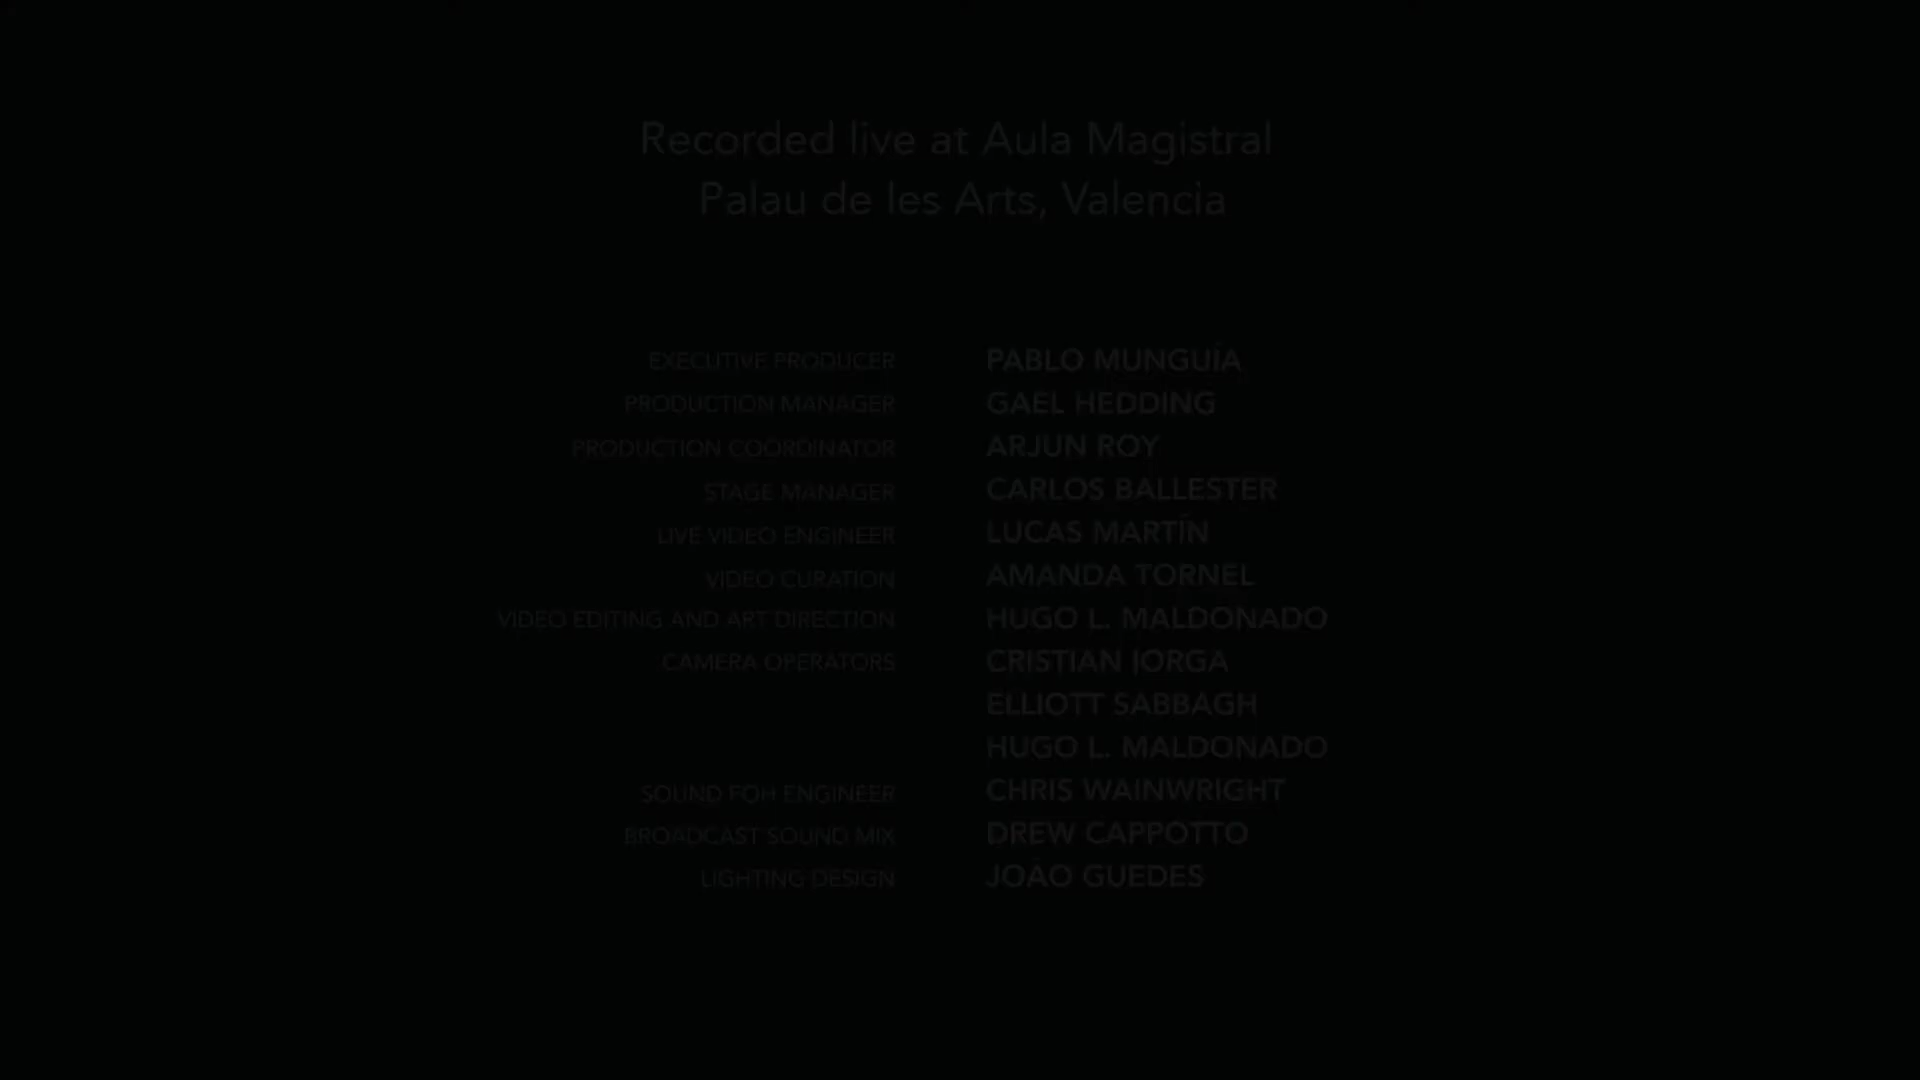 Recorded live at Aula Magistral
Palau de les Arts, Valencia
EXECUTIVE PRODUCER PABLO MUNGUÍA
PRODUCTION MANAGER GAEL HEDDING
PRODUCTION COORDINATOR ARJUN ROY
STAGE MANAGER CARLOS BALLESTER
LIVE VIDEO ENGINEER LUCAS MARTÍN
VIDEO CURATION AMANDA TORNEL
VIDEO EDITING AND ART DIRECTION HUGO L. MALDONADO
CAMERA OPERATORS CRISTIAN IORGA
ELLIOTT SABBAGH
HUGO L. MALDONADO
SOUND FOH ENGINEER CHRIS WAINWRIGHT
BROADCAST SOUND MIX DREW CAPPOTTO
LIGHTING DESIGN JOÃO GUEDES